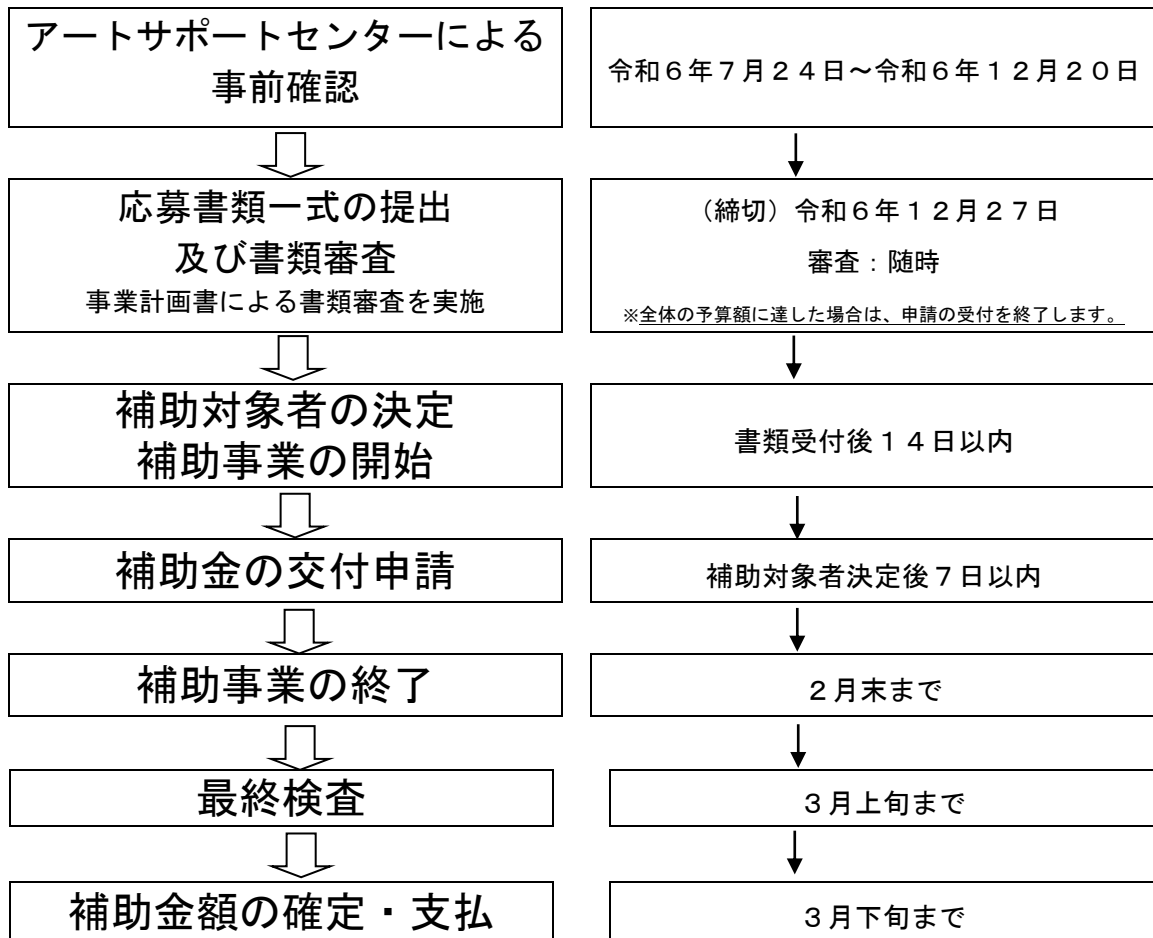 アートサポートセンターによる
事前確認
令和６年７月２４日～令和６年１２月２０日
応募書類一式の提出
及び書類審査
事業計画書による書類審査を実施
（締切）令和６年１２月２７日
審査：随時
※全体の予算額に達した場合は、申請の受付を終了します。
補助対象者の決定
補助事業の開始
書類受付後１４日以内
補助金の交付申請
補助対象者決定後７日以内
補助事業の終了
２月末まで
最終検査
３月上旬まで
補助金額の確定・支払
３月下旬まで